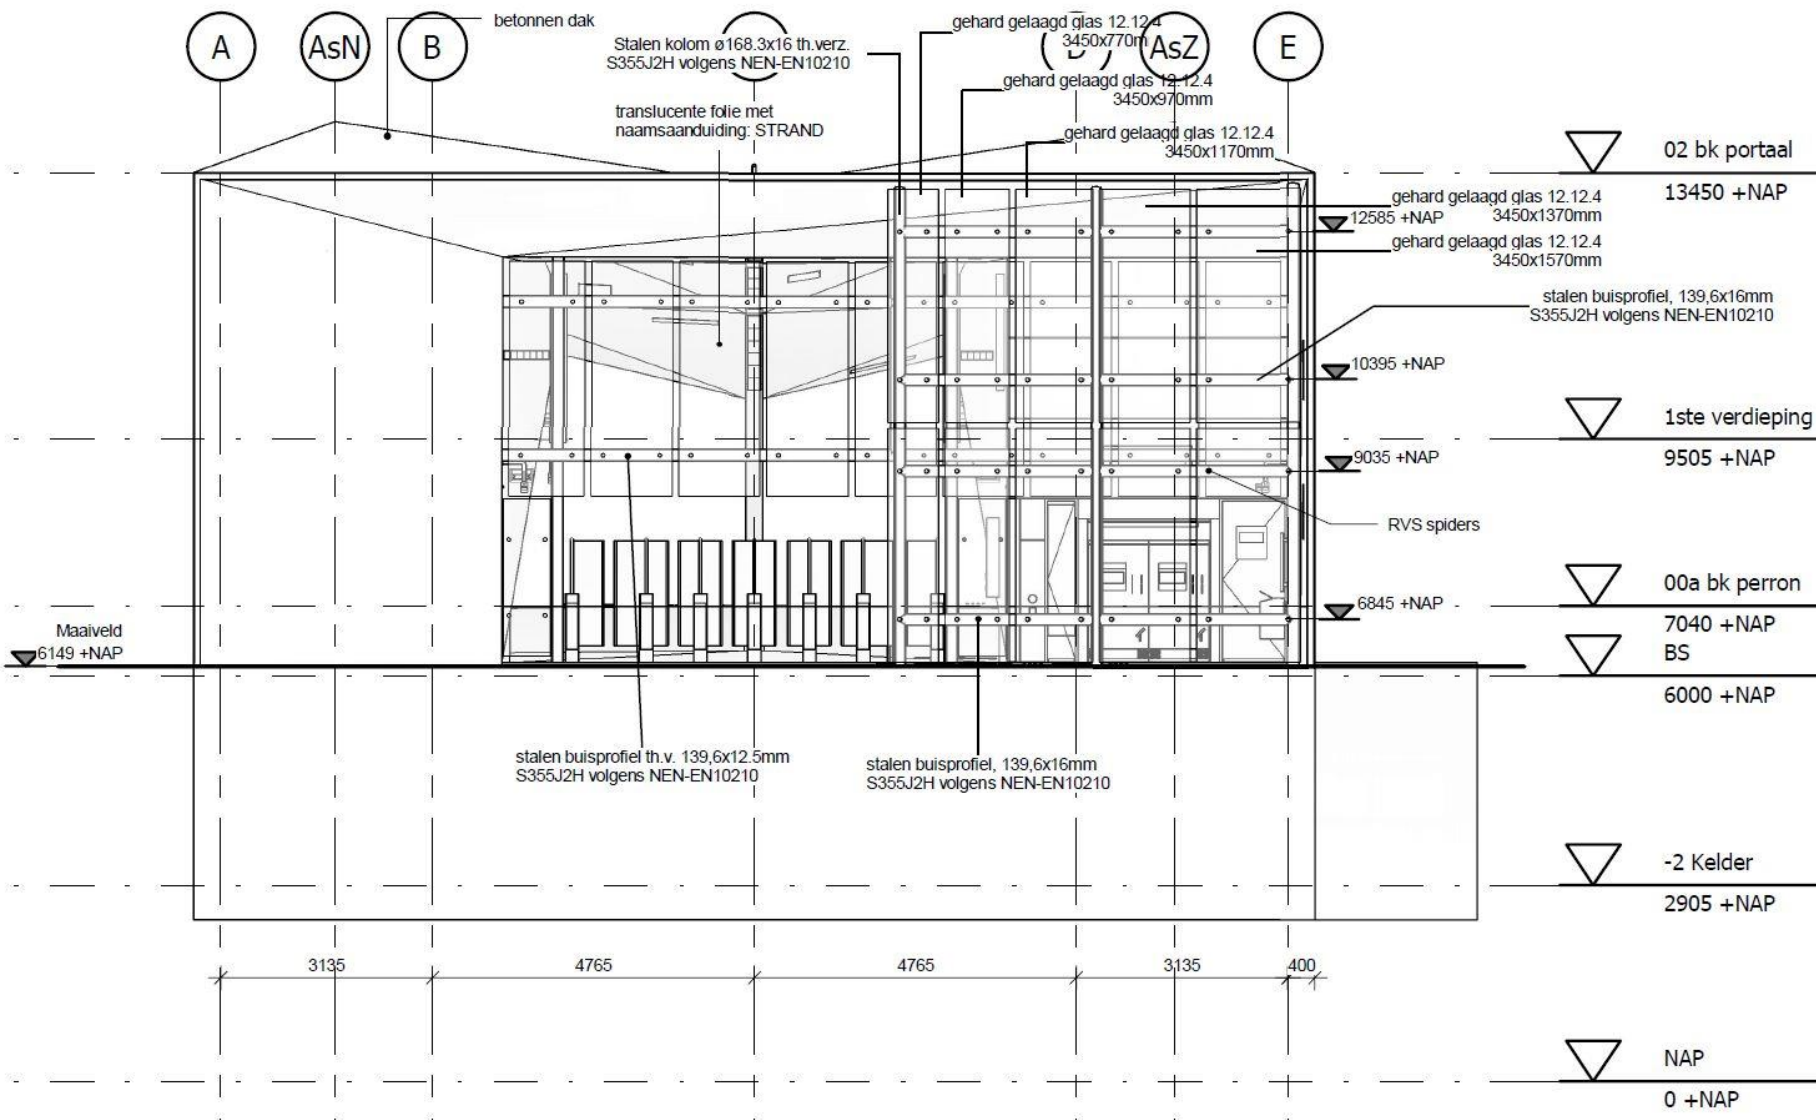 A
AsN
B
D
AsZ
E
betonnen dak
Stalen kolom ø168.3x16 th.verz.
S355J2H volgens NEN-EN10210
translucente folie met
naamsaanduiding: STRAND
gehard gelaagd glas 12.12.4
3450x770m
gehard gelaagd glas 12.12.4
3450x970mm
gehard gelaagd glas 12.12.4
3450x1170mm
gehard gelaagd glas 12.12.4
3450x1370mm
12585 +NAP
gehard gelaagd glas 12.12.4
3450x1570mm
stalen buisprofiel, 139,6x16mm
S355J2H volgens NEN-EN10210
10395 +NAP
9035 +NAP
RVS spiders
6845 +NAP
02 bk portaal
13450 +NAP
1ste verdieping
9505 +NAP
00a bk perron
7040 +NAP
BS
6000 +NAP
-2 Kelder
2905 +NAP
NAP
0 +NAP
Maaiveld
6149 +NAP
stalen buisprofiel th.v. 139,6x12.5mm
S355J2H volgens NEN-EN10210
stalen buisprofiel, 139,6x16mm
S355J2H volgens NEN-EN10210
3135
4765
4765
3135
400